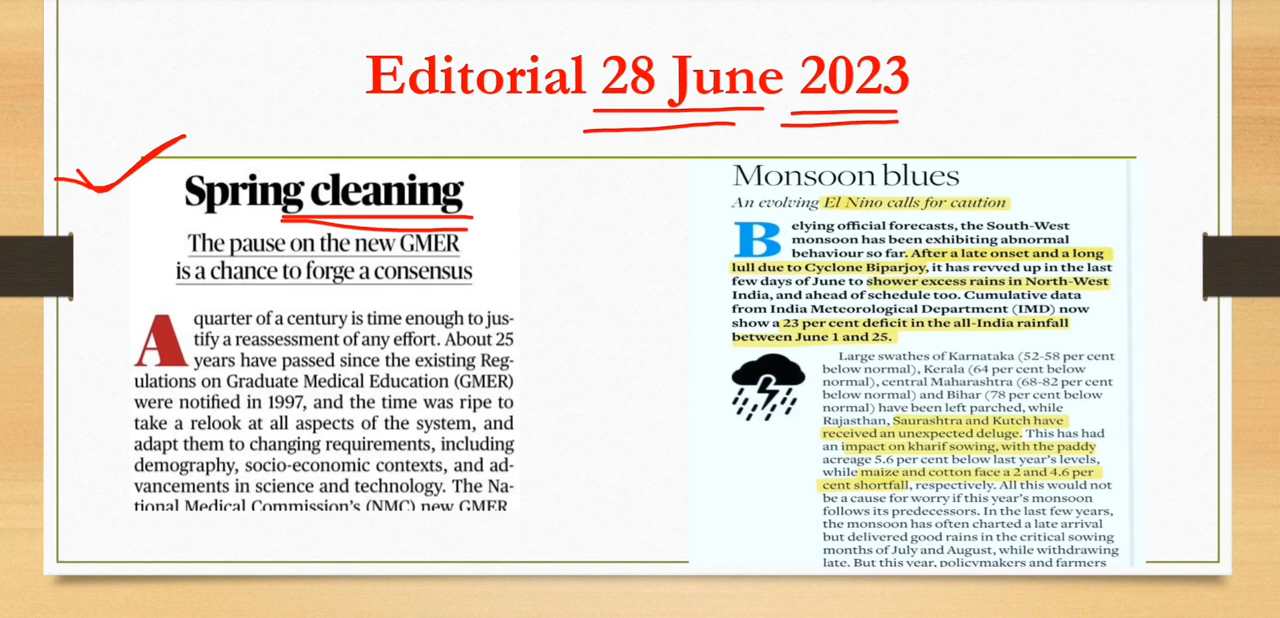 Editorial 28 June 2023
Spring cleaning
The pause on the new GMER
is a chance to forge a consensus
A quarter of a century is time enough to jus-
tify a reassessment of any effort. About 25
years have passed since the existing Reg-
ulations on Graduate Medical Education (GMER)
were notified in 1997, and the time was ripe to
take a relook at all aspects of the system, and
adapt them to changing requirements, including
demography, socio-economic contexts, and ad-
vancements in science and technology. The Na-
tional Medical Commission's (NMC) new GMER
Monsoon blues
An evolving El Nino calls for caution
Belying official forecasts, the South-West
monsoon has been exhibiting abnormal
behaviour so far. After a late onset and a long
lull due to Cyclone Biparjoy, it has revved up in the last
few days of June to shower excess rains in North-West
India, and ahead of schedule too. Cumulative data
from India Meteorological Department (IMD) now
show a 23 per cent deficit in the all-India rainfall
between June 1 and 25.
Large swathes of Karnataka (52-58 per cent
below normal), Kerala (64 per cent below
normal), central Maharashtra (68-82 per cent
below normal) and Bihar (78 per cent below
normal) have been left parched, while
Rajasthan, Saurashtra and Kutch have
received an unexpected deluge. This has had
an impact on kharif sowing, with the paddy
acreage 5.6 per cent below last year's levels,
while maize and cotton face a 2 and 4.6 per
cent shortfall, respectively. All this would not
be a cause for worry if this year's monsoon
follows its predecessors. In the last few years,
the monsoon has often charted a late arrival
but delivered good rains in the critical sowing
months of July and August, while withdrawing
late. But this year, policymakers and farmers